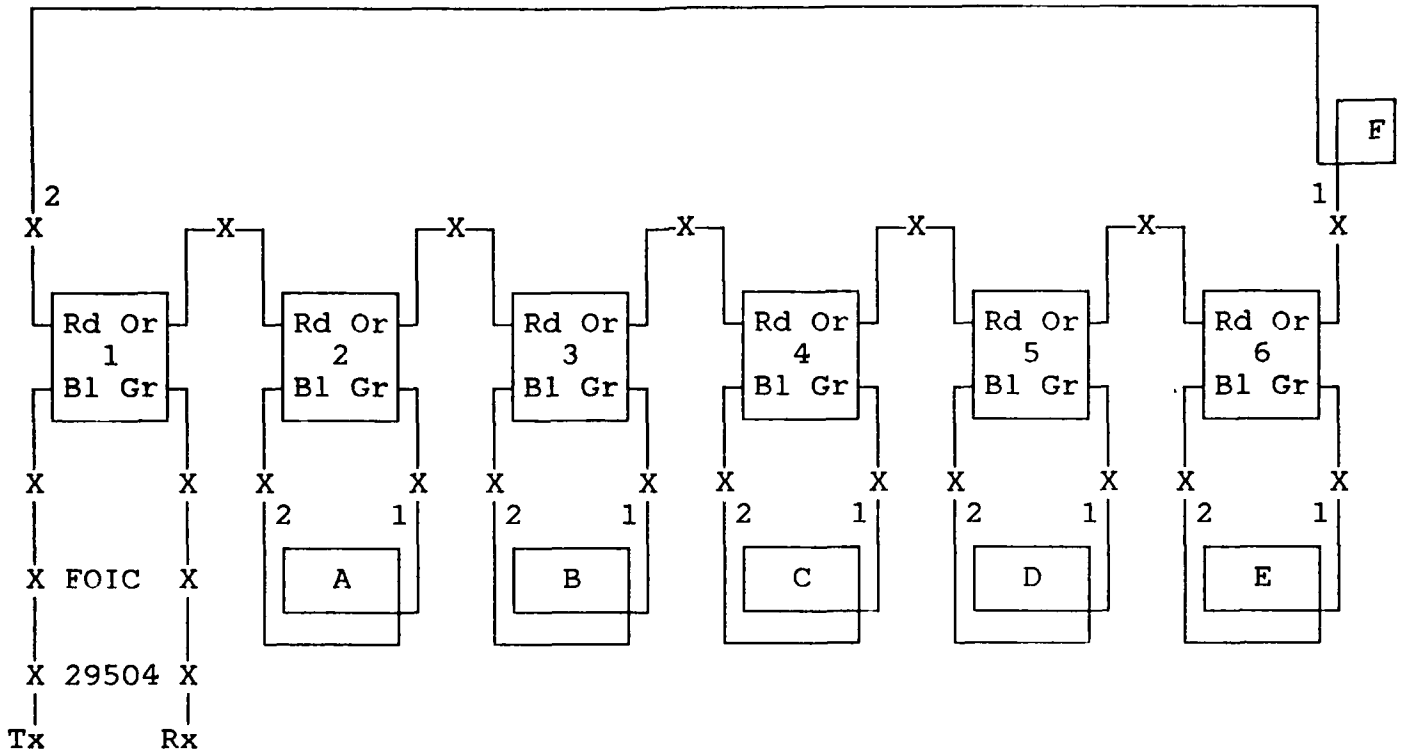 F
2 1
X X X X X X X
Rd Or Rd Or Rd Or Rd Or Rd Or Rd Or
1 2 3 4 5 6
Bl Gr Bl Gr Bl Gr Bl Gr Bl Gr Bl Gr
X X X X X X X X X X X X
2 1 2 1 2 1 2 1 2 1
X FOIC X A B C D E
X 29504 X
Tx Rx